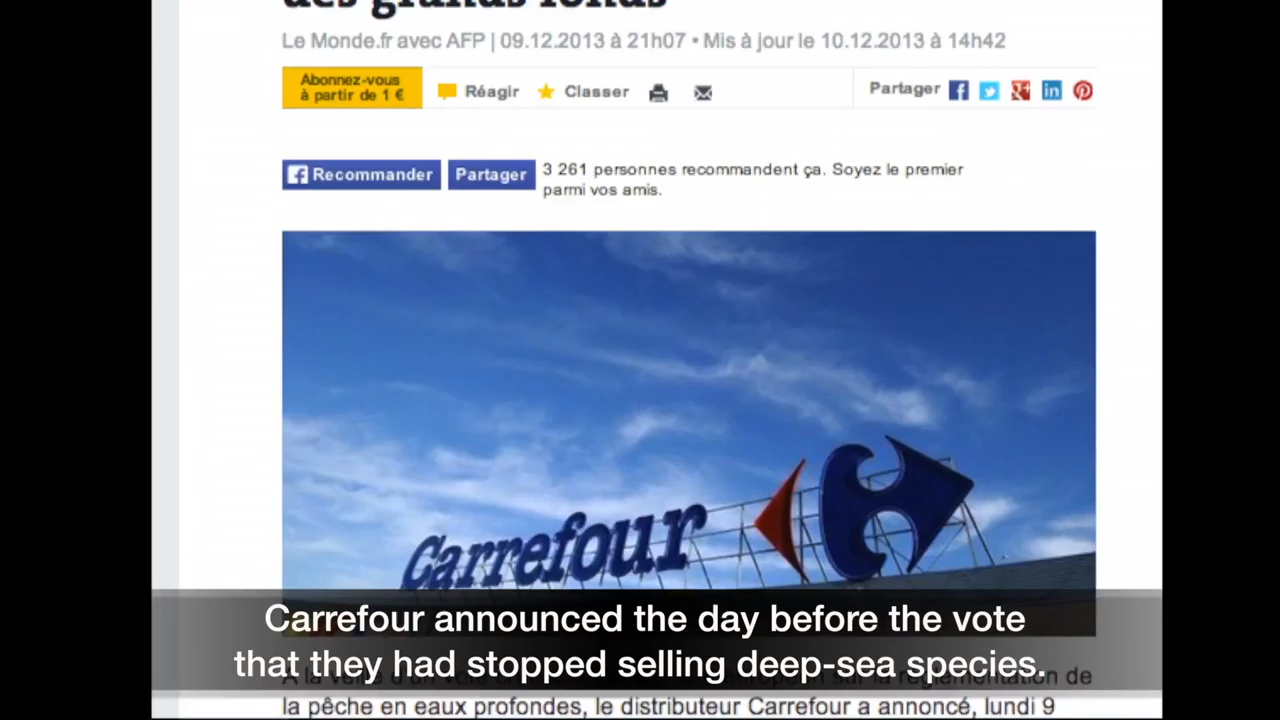 des grands fonds
Le Monde.fr avec AFP | 09.12.2013 à 21h07 • Mis à jour le 10.12.2013 à 14h42
Abonnez-vous
à partir de 1 €
Réagir
Classer
Partager
Recommander
Partager
3 261 personnes recommandent ça. Soyez le premier
parmi vos amis.
Carrefour
Carrefour announced the day before the vote
that they had stopped selling deep-sea species.
la pêche en eaux profondes, le distributeur Carrefour a annoncé, lundi 9